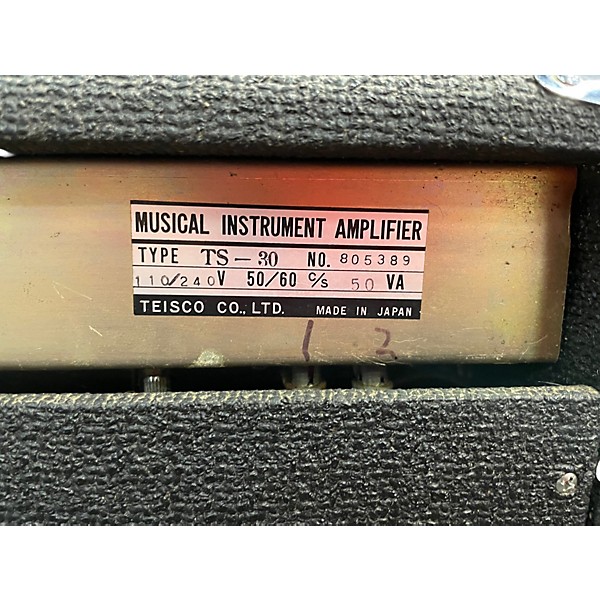 MUSICAL INSTRUMENT AMPLIFIER
TYPE TS-30 NO. 805389
110/240V 50/60 c/s 50 VA
TEISCO CO., LTD. MADE IN JAPAN
1 2